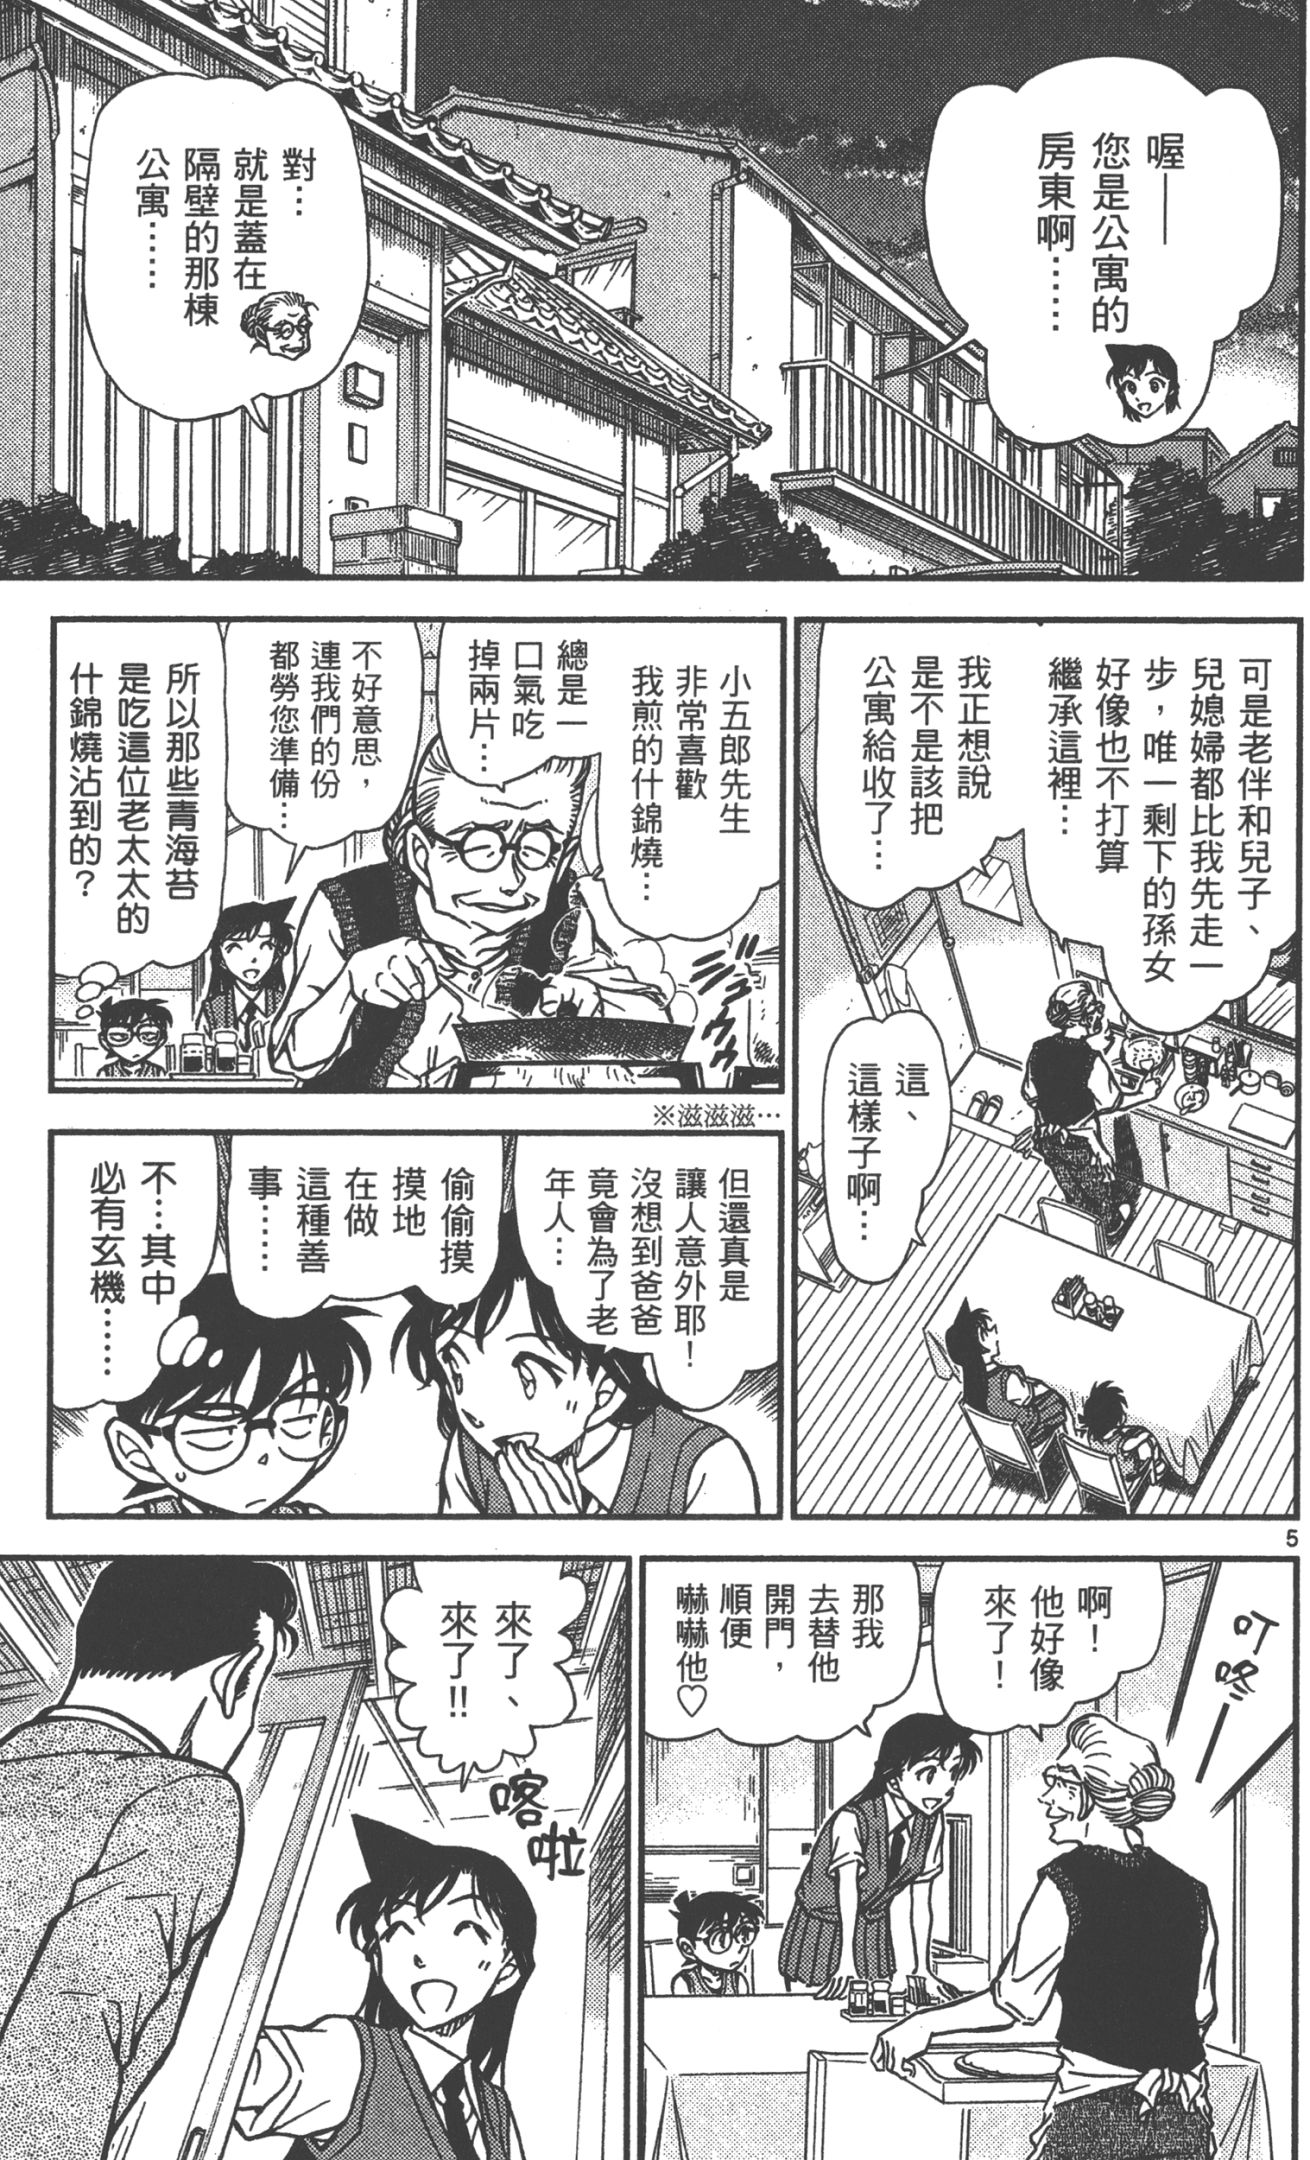 喔——
您是公寓的
房東啊……
對…
就是蓋在
隔壁的那棟
公寓……
可是老伴和兒子、
兒媳婦都比我先走一
步，唯一剩下的孫女
好像也不打算
繼承這裡…
我正想說
是不是該把
公寓給收了…
這、
這樣子啊…
小五郎先生
非常喜歡
我煎的什錦燒…
總是一
口氣吃
掉兩片…
不好意思，
連我們的份
都勞您準備…
所以那些青海苔
是吃這位老太太的
什錦燒沾到的？
ジュウウ
※滋滋滋…
但還真是
讓人意外耶！
沒想到爸爸
竟會為了老
年人…
偷偷摸
摸地
在做
這種善
事……
不…其中
必有玄機……
5
叮咚——
啊！
他好像
來了！
那我
去替他
開門，
順便
嚇嚇他♡
來了、
來了!!
喀啦